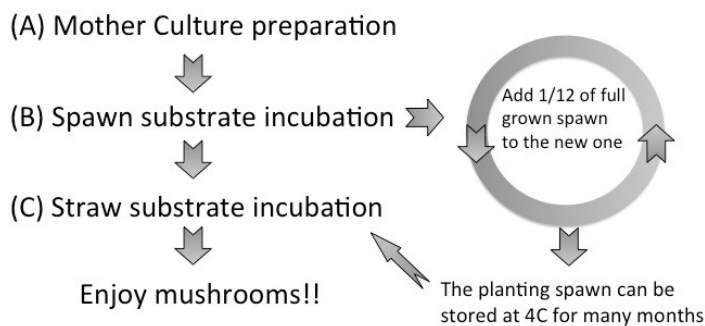 (A) Mother Culture preparation
(B) Spawn substrate incubation
Add 1/12 of full
grown spawn
to the new one
(C) Straw substrate incubation
Enjoy mushrooms!!
The planting spawn can be
stored at 4C for many months